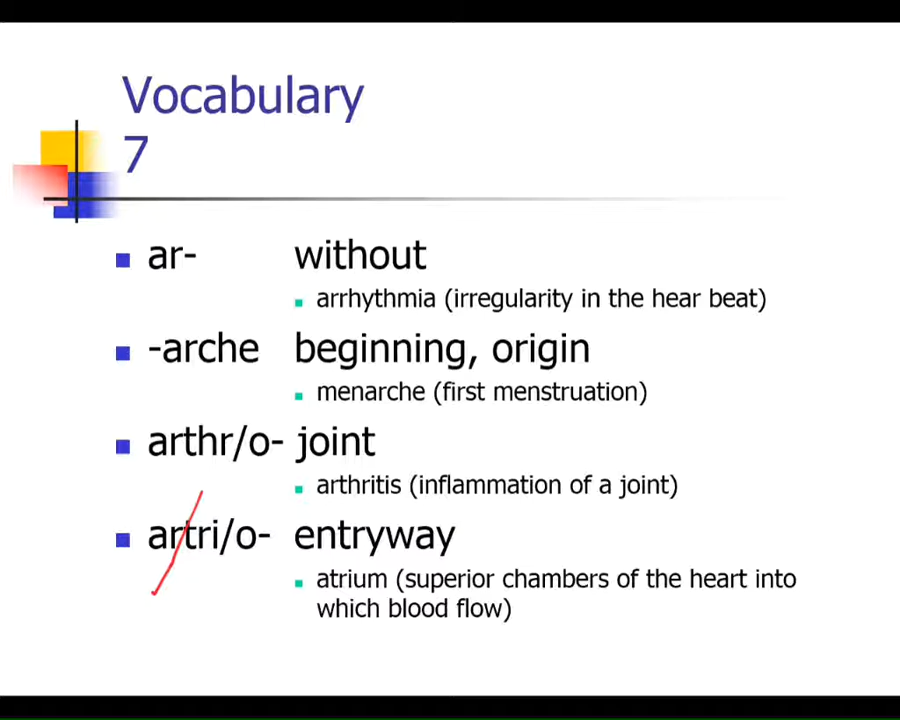 Vocabulary
7
ar- without
arrhythmia (irregularity in the hear beat)
-arche beginning, origin
menarche (first menstruation)
arthr/o- joint
arthritis (inflammation of a joint)
artri/o- entryway
atrium (superior chambers of the heart into
which blood flow)